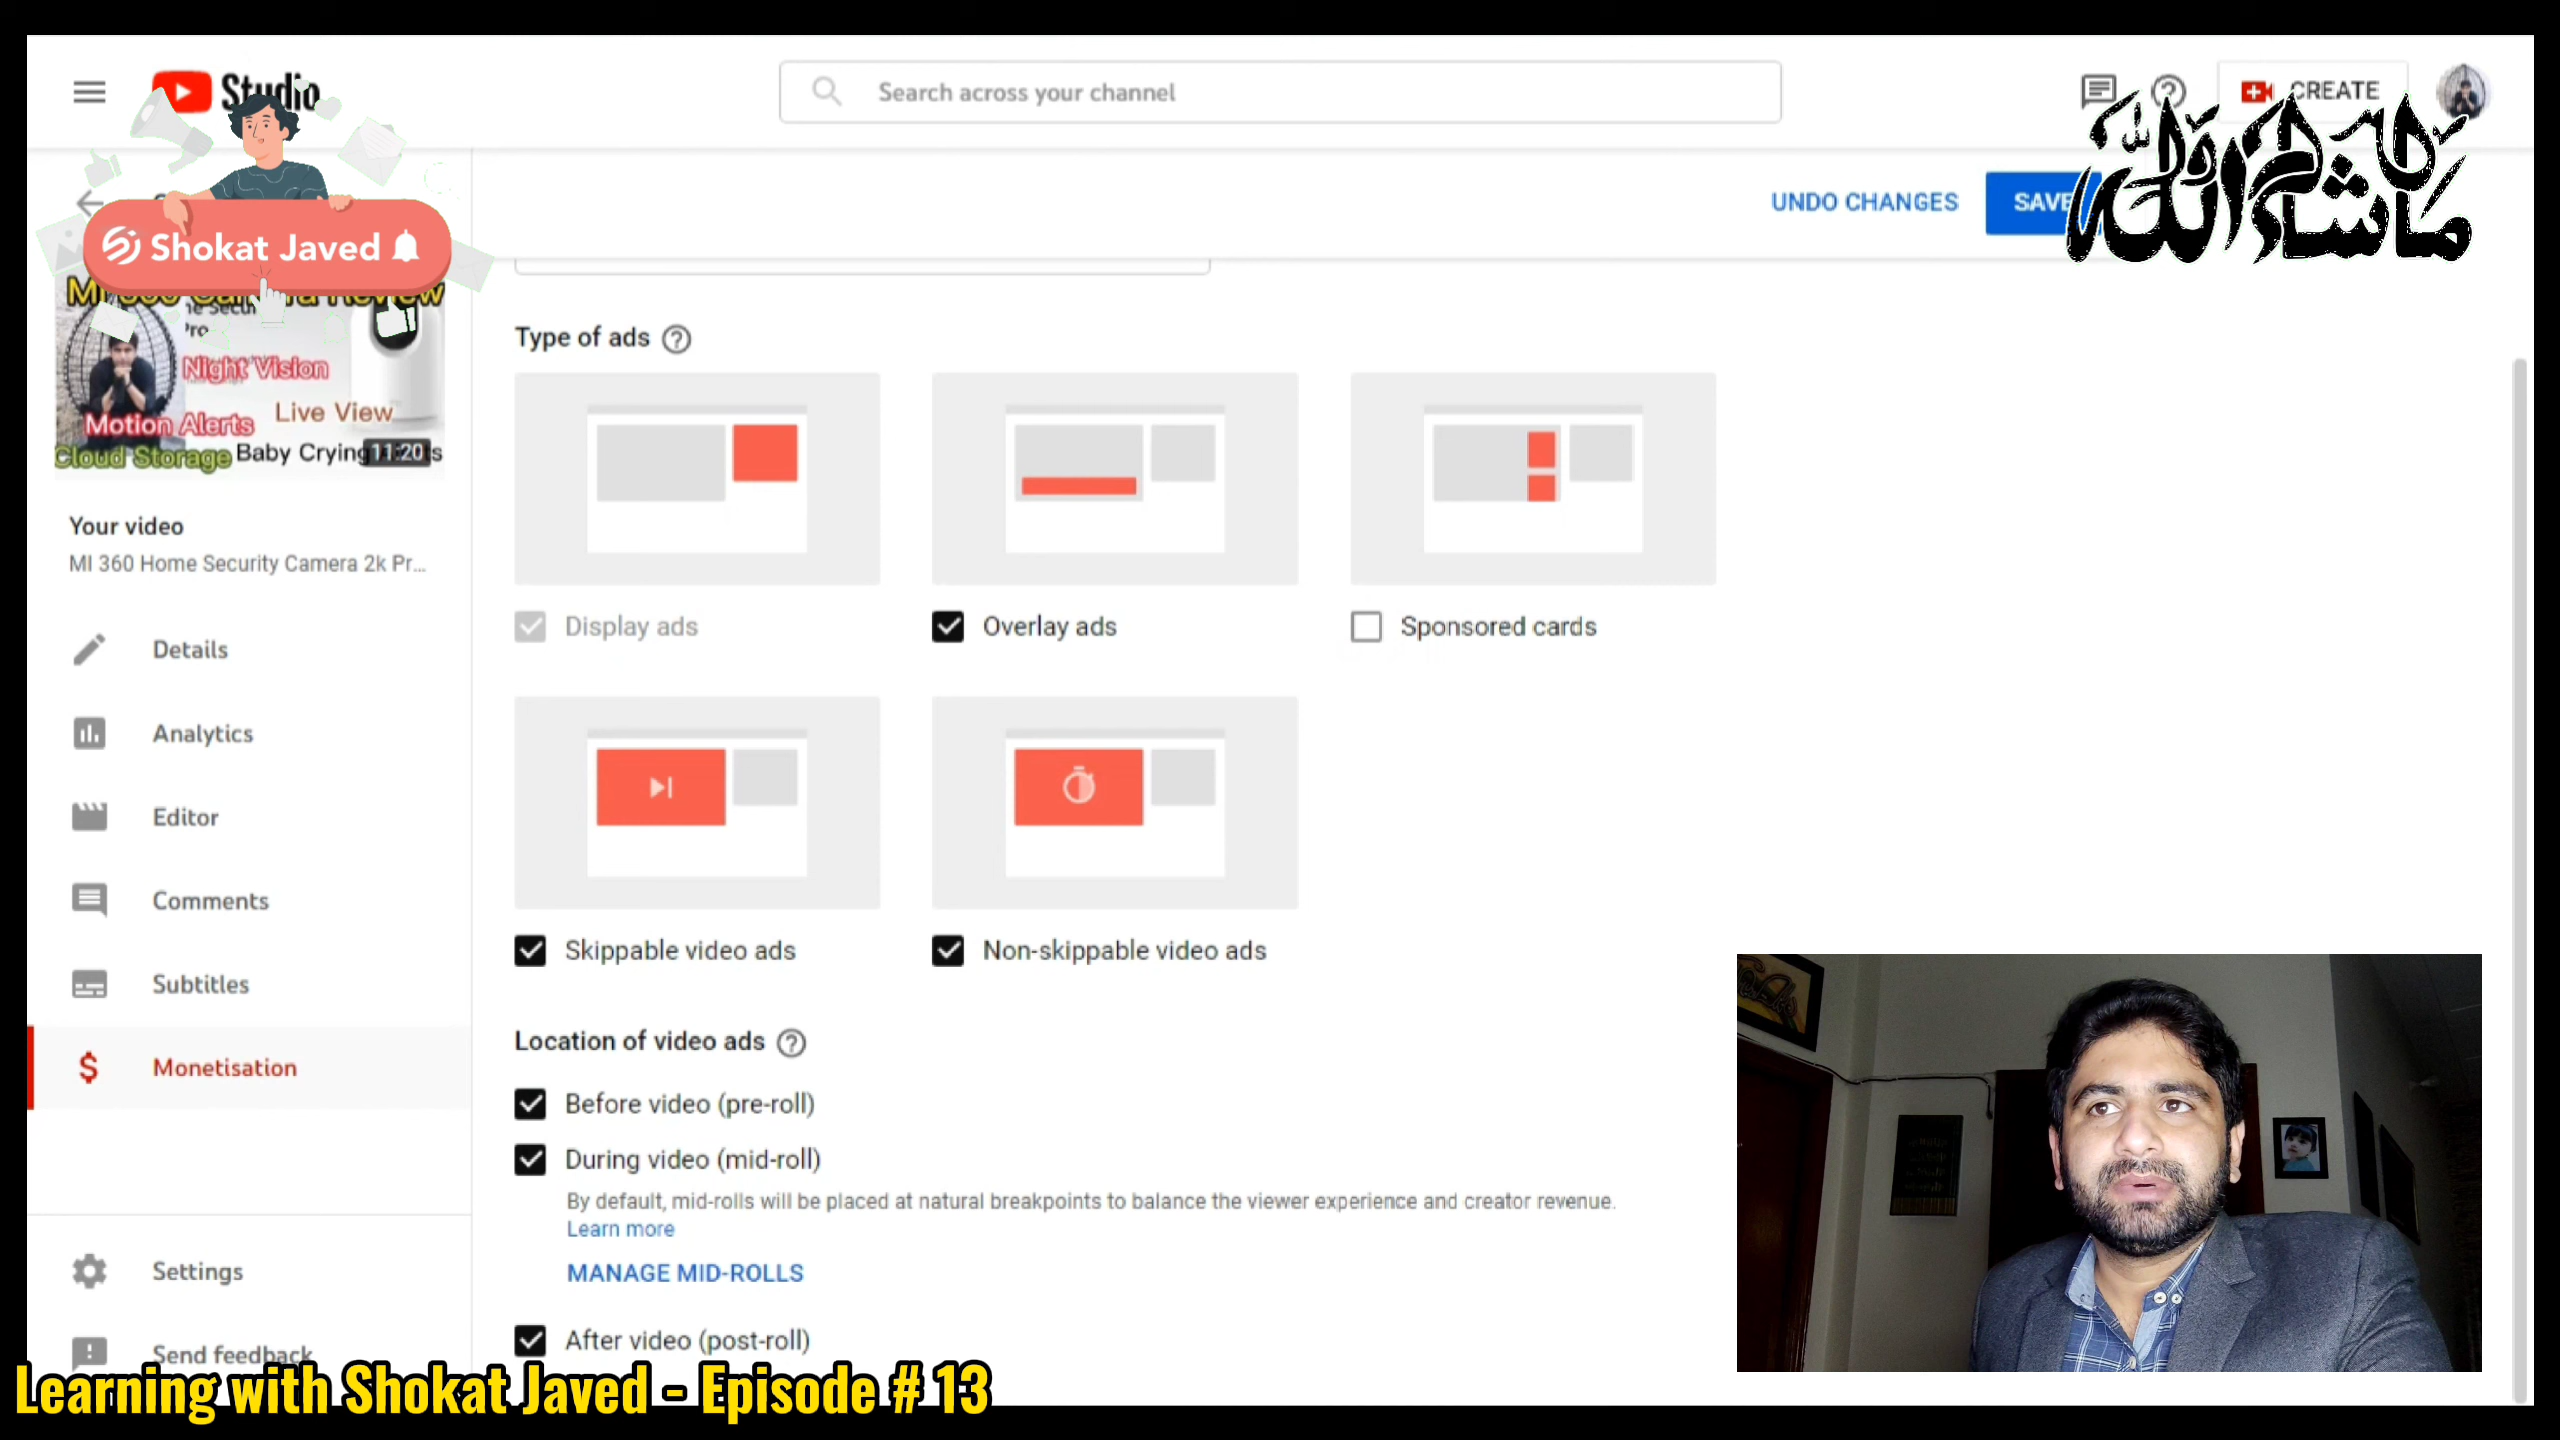 Studio
Search across your channel
CREATE
ماشاءاللہ
UNDO CHANGES
SAVE
Shokat Javed
MI 360 Camera Review
Pro
Night Vision
Live View
Motion Alerts
Cloud Storage
Baby Crying
11:20
Your video
MI 360 Home Security Camera 2k Pr...
Details
Analytics
Editor
Comments
Subtitles
Monetisation
Settings
Send feedback
Type of ads
Display ads
Overlay ads
Sponsored cards
Skippable video ads
Non-skippable video ads
Location of video ads
Before video (pre-roll)
During video (mid-roll)
By default, mid-rolls will be placed at natural breakpoints to balance the viewer experience and creator revenue.
Learn more
MANAGE MID-ROLLS
After video (post-roll)
Learning with Shokat Javed - Episode # 13